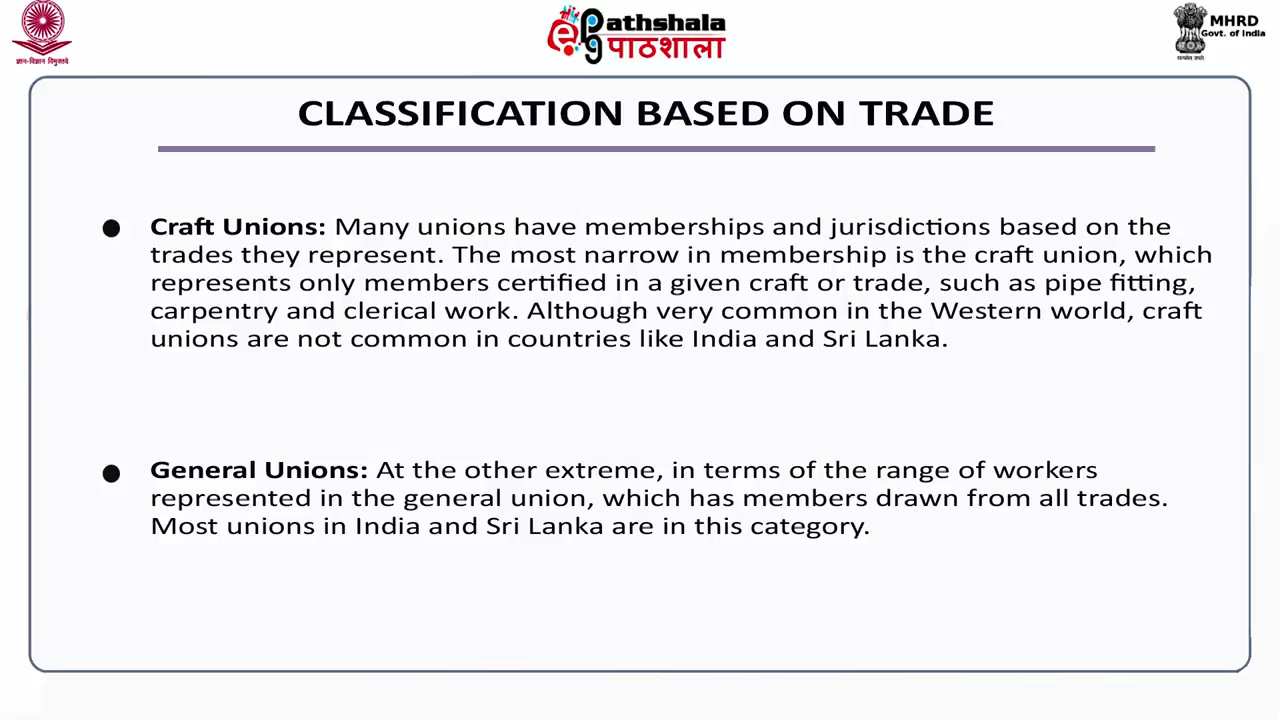 ज्ञान-विज्ञान विमुक्तये
ePathshala
पाठशाला
MHRD
Govt. of India
सत्यमेव जयते
CLASSIFICATION BASED ON TRADE
● Craft Unions: Many unions have memberships and jurisdictions based on the
trades they represent. The most narrow in membership is the craft union, which
represents only members certified in a given craft or trade, such as pipe fitting,
carpentry and clerical work. Although very common in the Western world, craft
unions are not common in countries like India and Sri Lanka.
● General Unions: At the other extreme, in terms of the range of workers
represented in the general union, which has members drawn from all trades.
Most unions in India and Sri Lanka are in this category.